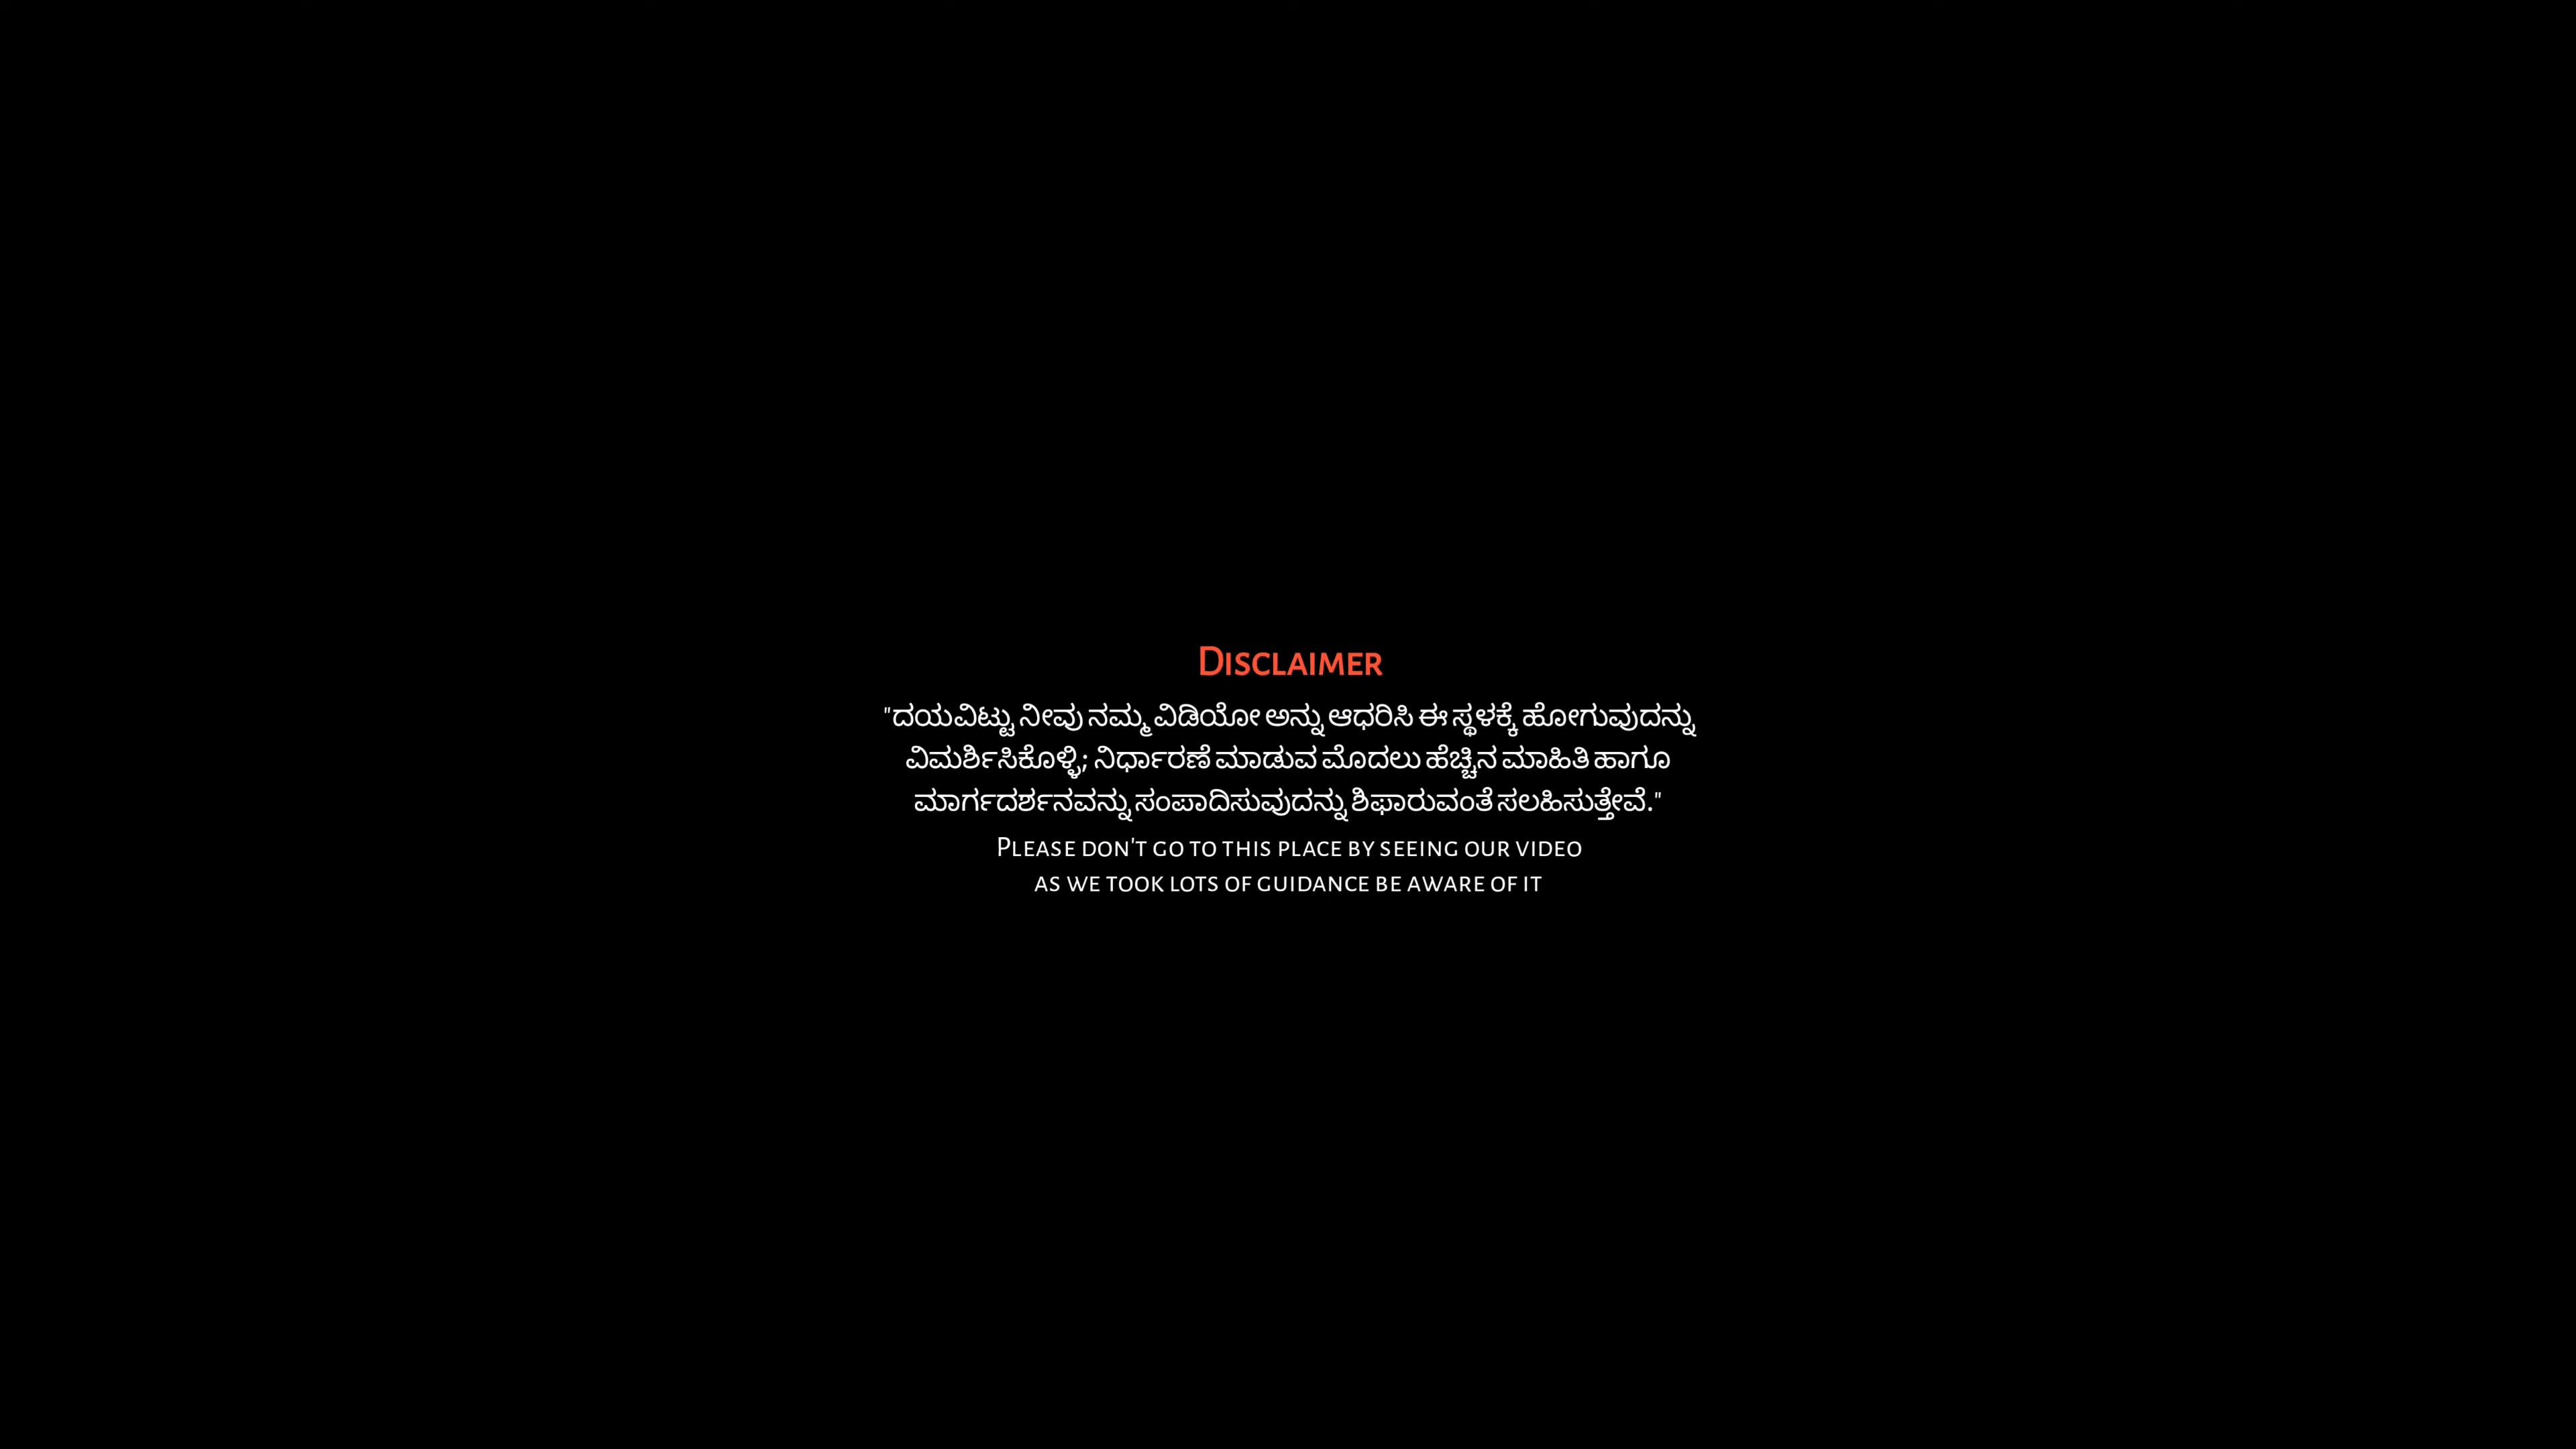 Disclaimer
"ದಯವಿಟ್ಟು ನೀವು ನಮ್ಮ ವಿಡಿಯೋ ಅನ್ನು ಆಧರಿಸಿ ಈ ಸ್ಥಳಕ್ಕೆ ಹೋಗುವುದನ್ನು
ವಿಮರ್ಶಿಸಿಕೊಳ್ಳಿ; ನಿರ್ಧಾರಣೆ ಮಾಡುವ ಮೊದಲು ಹೆಚ್ಚಿನ ಮಾಹಿತಿ ಹಾಗೂ
ಮಾರ್ಗದರ್ಶನವನ್ನು ಸಂಪಾದಿಸುವುದನ್ನು ಶಿಫಾರುವಂತೆ ಸಲಹಿಸುತ್ತೇವೆ."
Please don't go to this place by seeing our video
as we took lots of guidance be aware of it